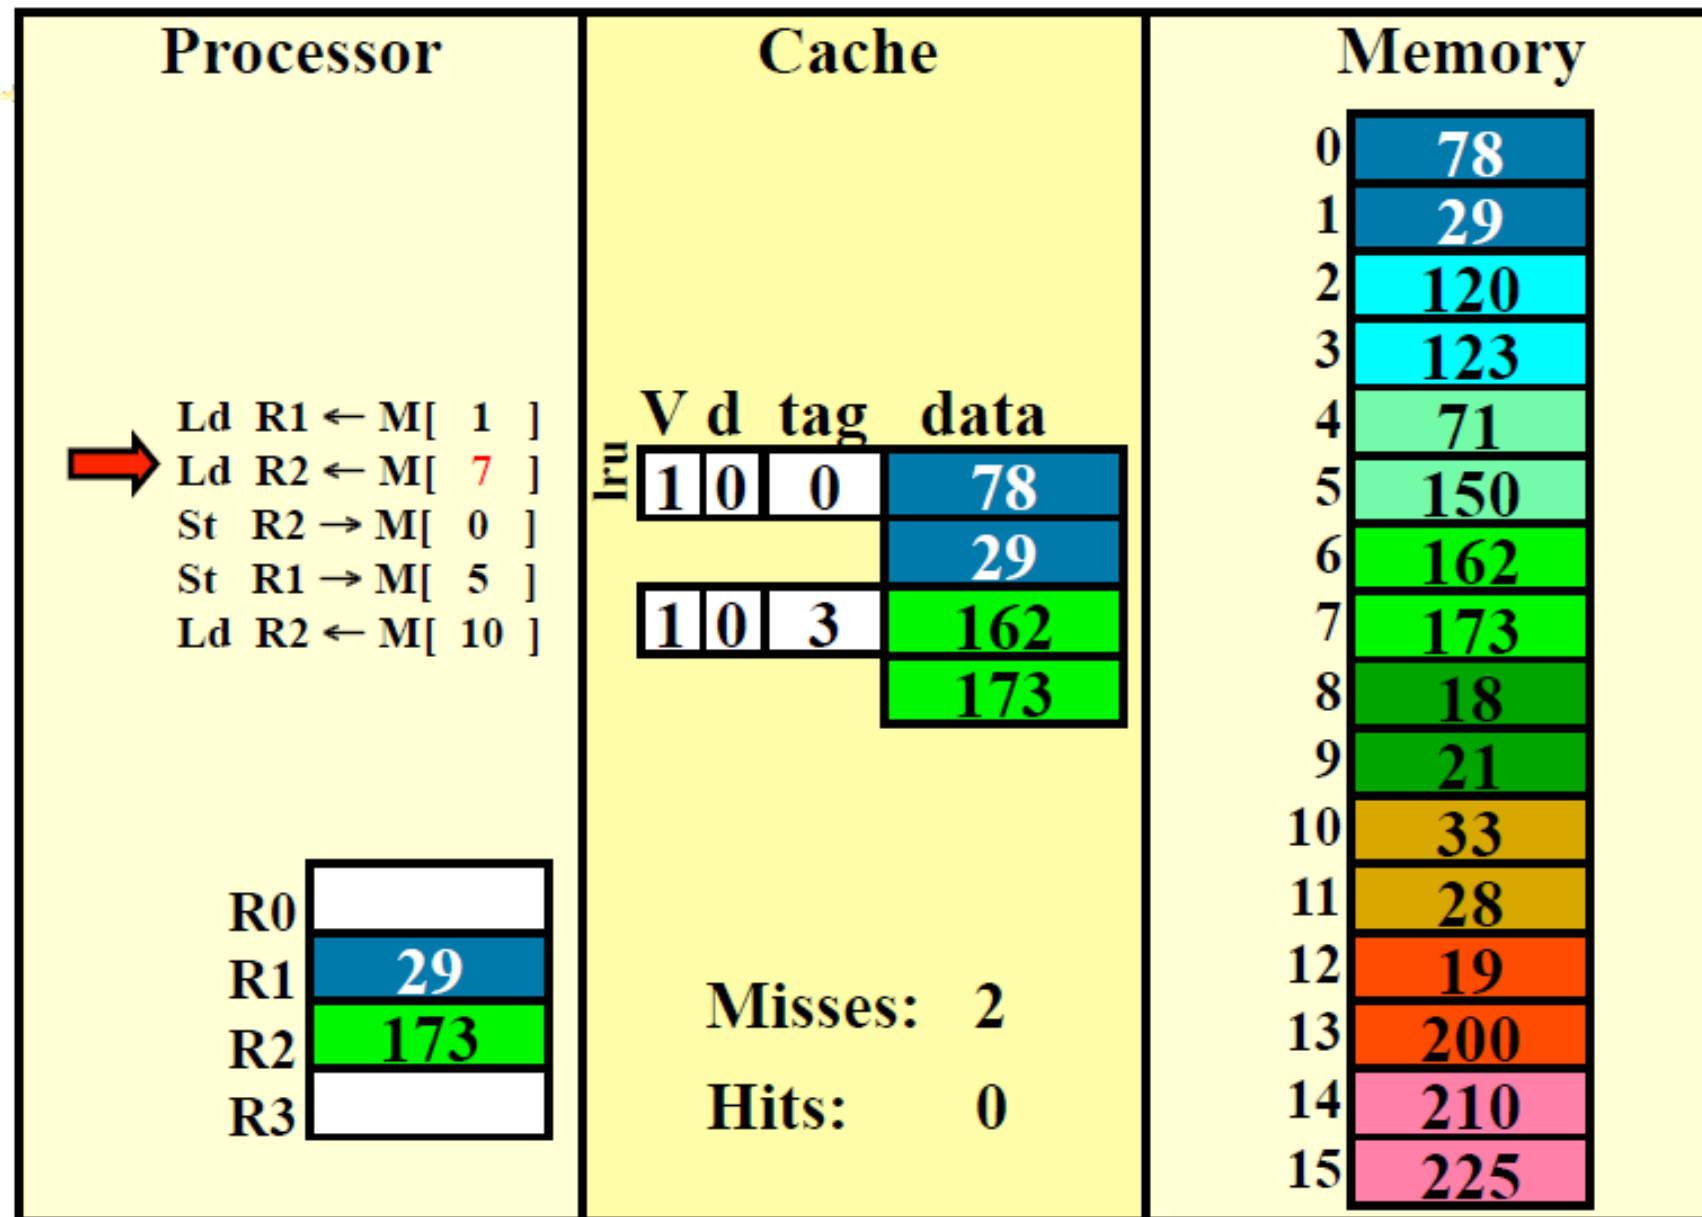 Processor
Ld R1 ← M[ 1 ]
Ld R2 ← M[ 7 ]
St R2 → M[ 0 ]
St R1 → M[ 5 ]
Ld R2 ← M[ 10 ]
R0
R1 29
R2 173
R3
Cache
V d tag data
lru
1 0 0 78
29
1 0 3 162
173
Misses: 2
Hits: 0
Memory
0 78
1 29
2 120
3 123
4 71
5 150
6 162
7 173
8 18
9 21
10 33
11 28
12 19
13 200
14 210
15 225